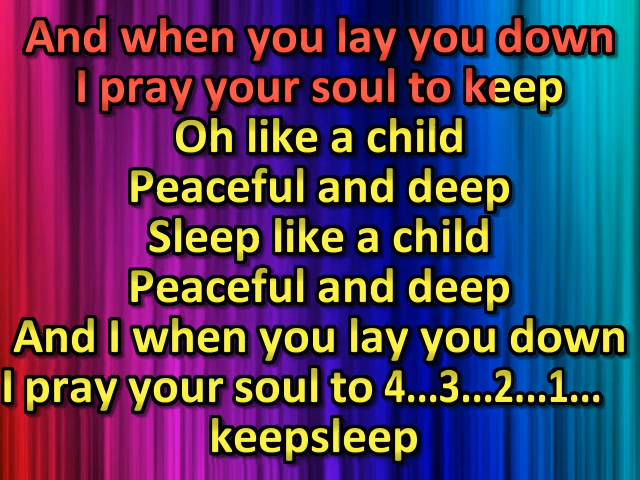 And when you lay you down
I pray your soul to keep
Oh like a child
Peaceful and deep
Sleep like a child
Peaceful and deep
And I when you lay you down
I pray your soul to 4...3...2...1...
keepsleep